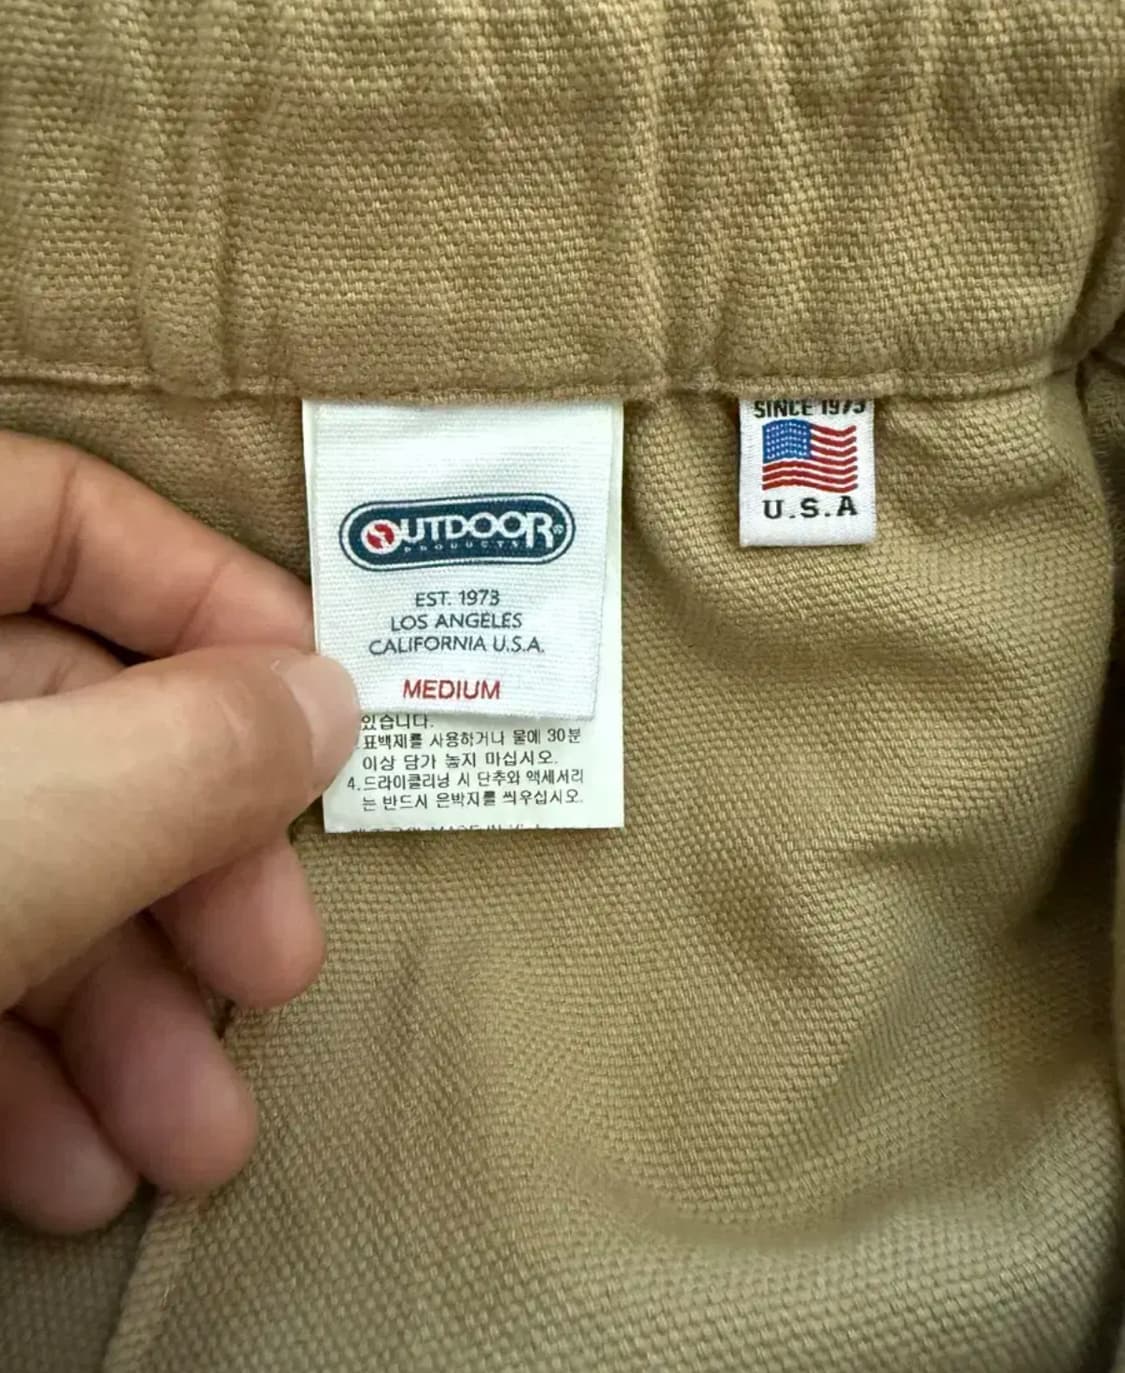 OUTDOOR®
PRODUCTS
EST. 1973
LOS ANGELES
CALIFORNIA U.S.A.
MEDIUM
있습니다.
표백제를 사용하거나 물에 30분
이상 담가 놓지 마십시오.
4.드라이클리닝 시 단추와 액세서리
는 반드시 은박지를 씌우십시오.
SINCE 1973
U.S.A